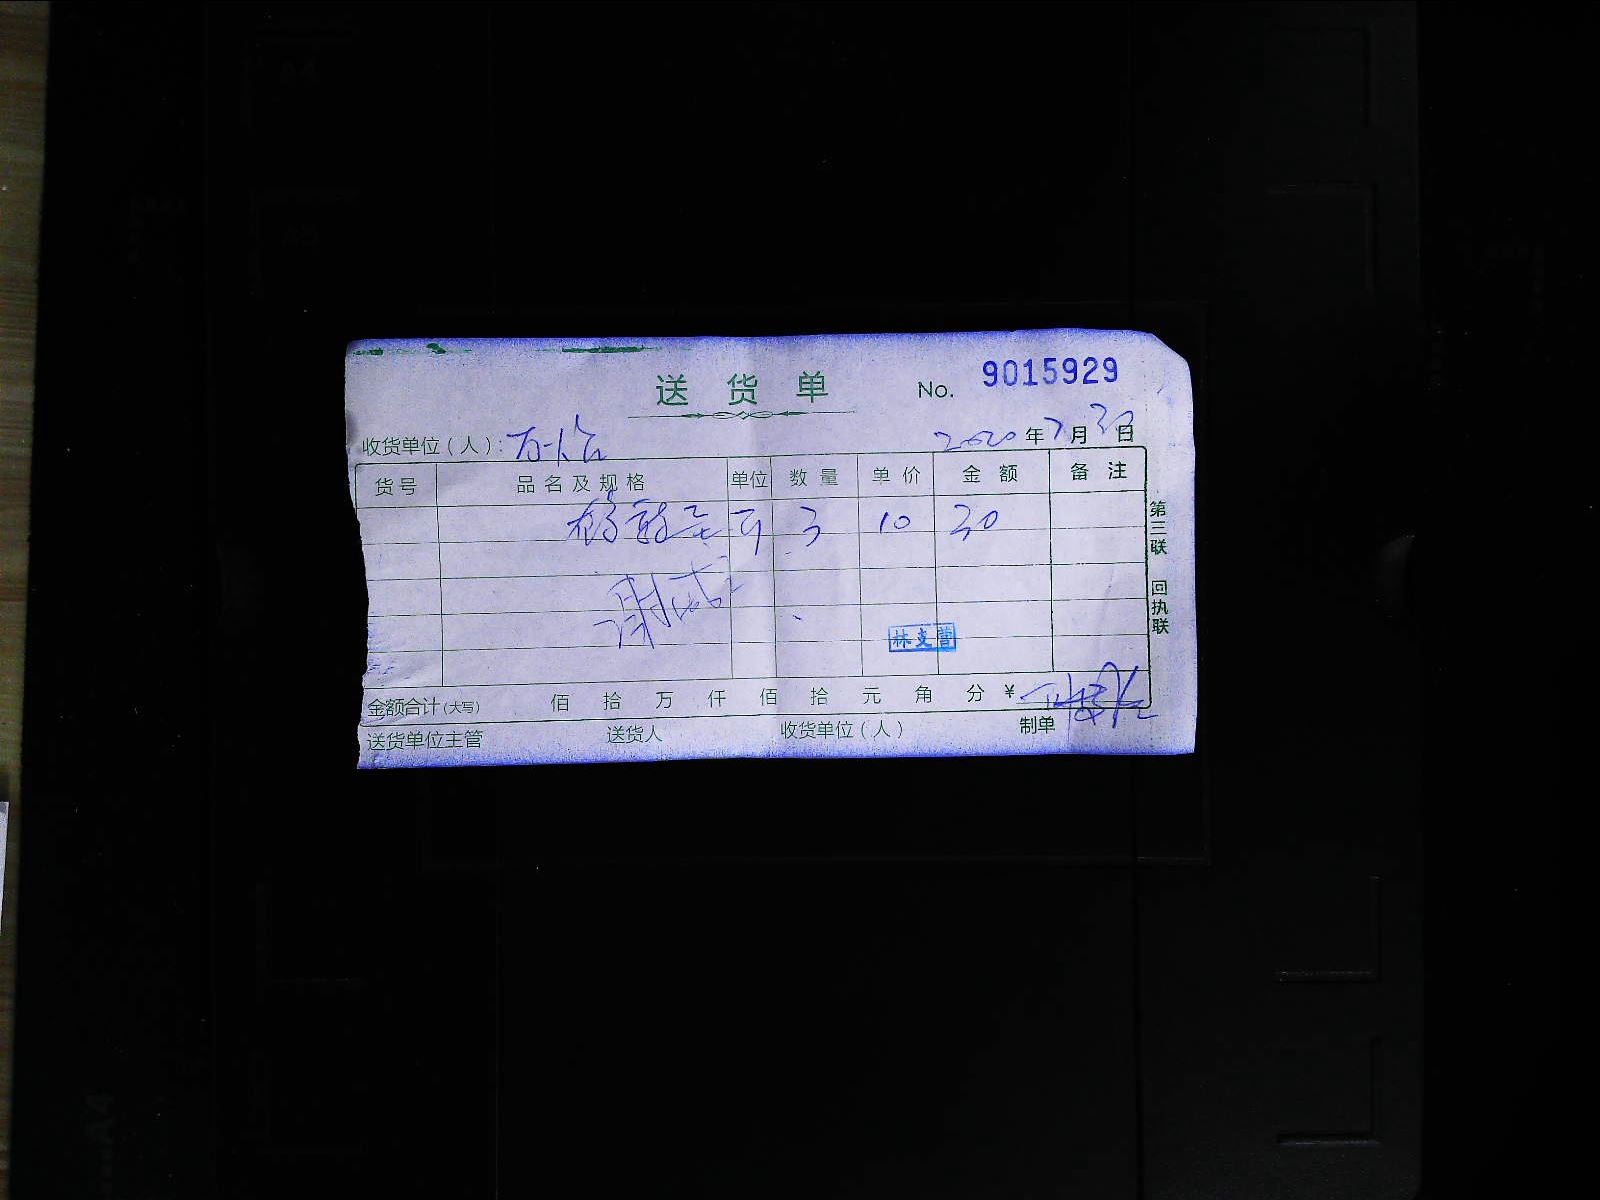 送货单 No. 9015929
收货单位（人）： 2020年7月30日
货号 品名及规格 单位 数量 单价 金额 备注
3 10 30
林支蕾
金额合计(大写) 佰 拾 万 仟 佰 拾 元 角 分 ¥
送货单位主管 送货人 收货单位（人） 制单
第三联 回执联